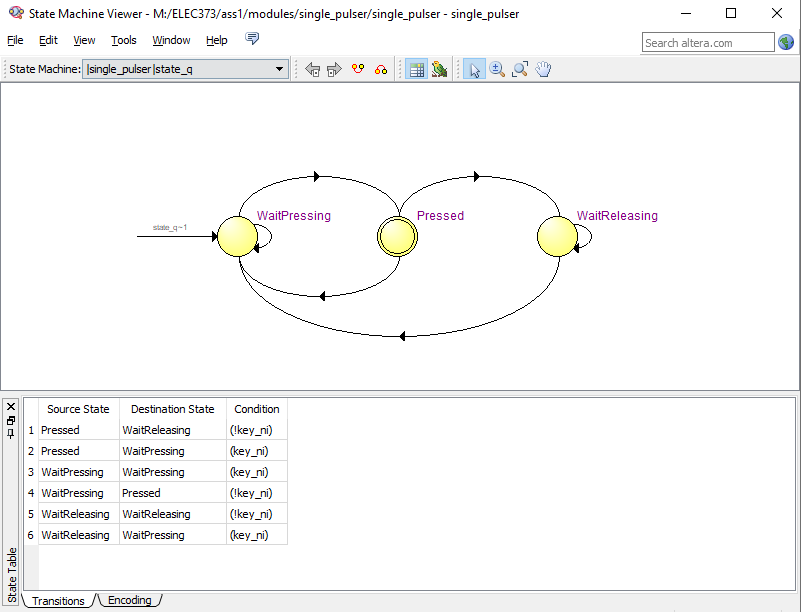 State Machine Viewer - M:/ELEC373/ass1/modules/single_pulser/single_pulser - single_pulser
File Edit View Tools Window Help
Search altera.com
State Machine: |single_pulser|state_q
state_q~1
WaitPressing
Pressed
WaitReleasing
Source State Destination State Condition
1 Pressed WaitReleasing (!key_ni)
2 Pressed WaitPressing (key_ni)
3 WaitPressing WaitPressing (key_ni)
4 WaitPressing Pressed (!key_ni)
5 WaitReleasing WaitReleasing (!key_ni)
6 WaitReleasing WaitPressing (key_ni)
State Table
Transitions Encoding